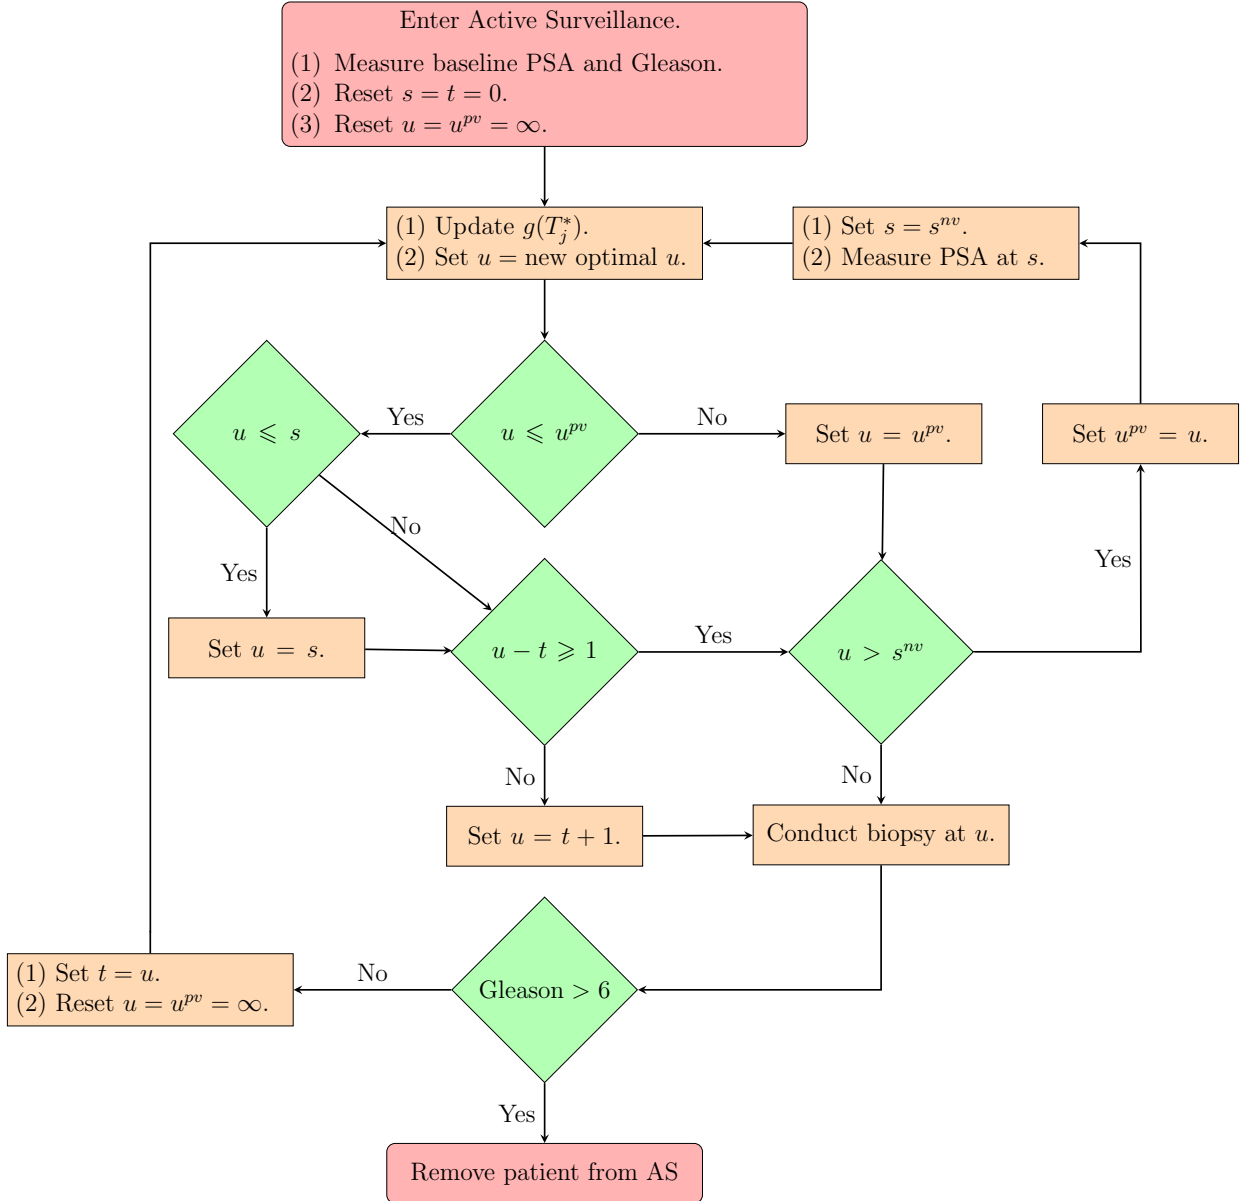 Enter Active Surveillance.
(1) Measure baseline PSA and Gleason.
(2) Reset s = t = 0.
(3) Reset u = u^{pv} = ∞.
(1) Update g(T_j^*).
(2) Set u = new optimal u.
(1) Set s = s^{nv}.
(2) Measure PSA at s.
u ⩽ s
Yes
u ⩽ u^{pv}
No
Set u = u^{pv}.
Set u^{pv} = u.
No
Yes
Yes
Set u = s.
u − t ⩾ 1
Yes
u > s^{nv}
No
No
Set u = t + 1.
Conduct biopsy at u.
(1) Set t = u.
(2) Reset u = u^{pv} = ∞.
No
Gleason > 6
Yes
Remove patient from AS